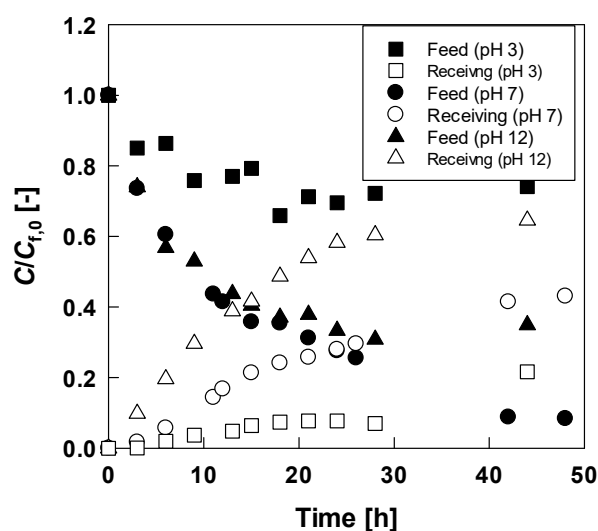 1.2
1.0
0.8
0.6
0.4
0.2
0.0
C/Cf,0 [-]
Feed (pH 3)
Receivng (pH 3)
Feed (pH 7)
Receiving (pH 7)
Feed (pH 12)
Receivng (pH 12)
0 10 20 30 40 50
Time [h]